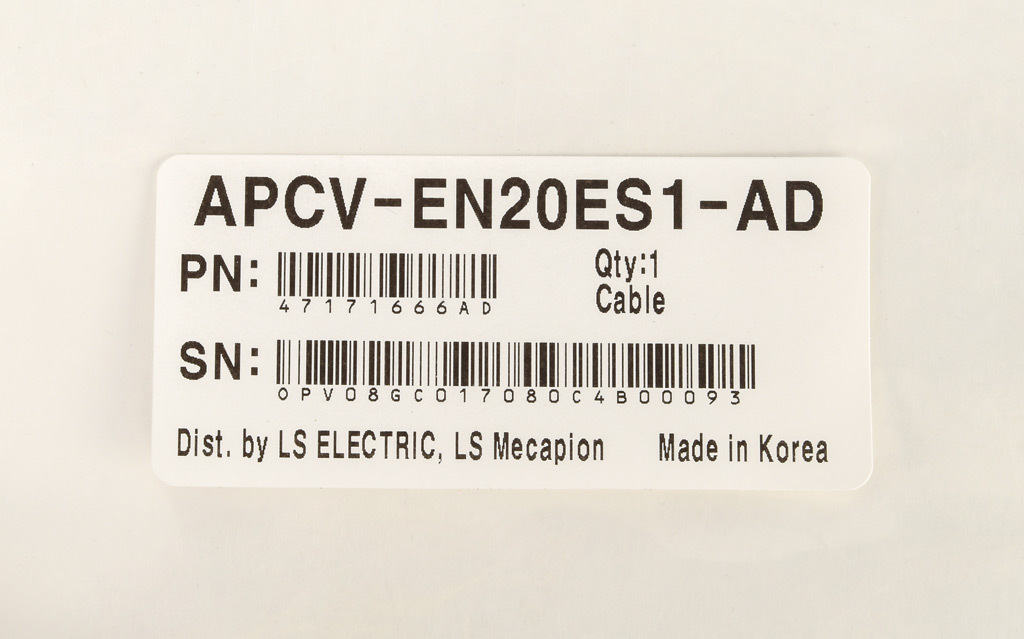 APCV-EN20ES1-AD
PN:
47171666AD
Qty:1
Cable
SN:
0PV08GC017080C4B00093
Dist. by LS ELECTRIC, LS Mecapion
Made in Korea